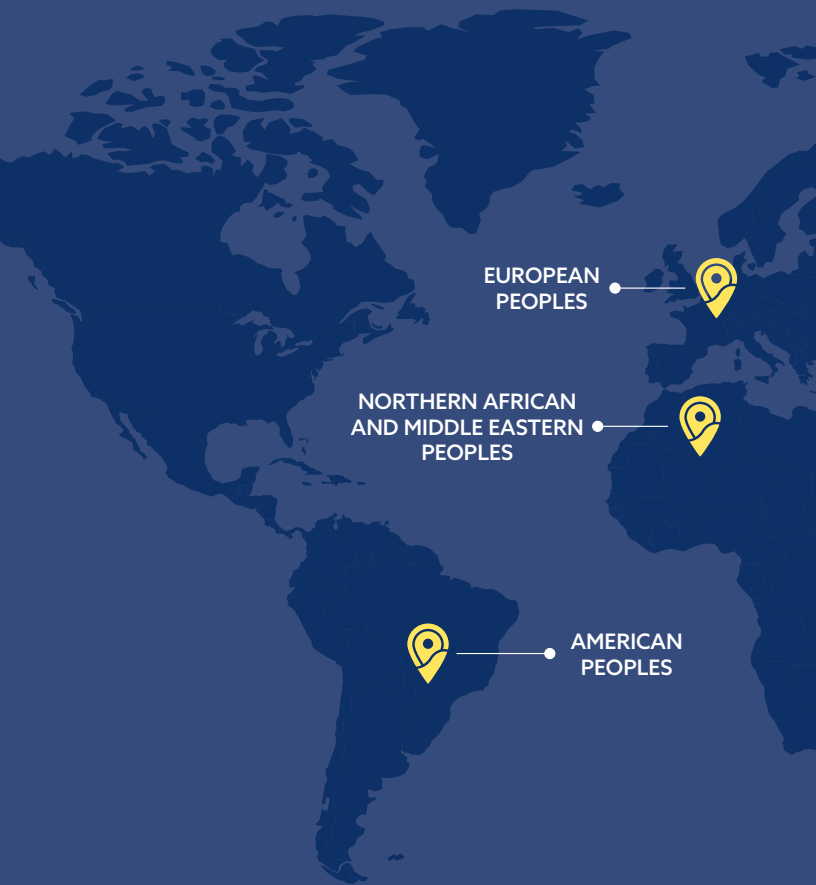 EUROPEAN
PEOPLES
NORTHERN AFRICAN
AND MIDDLE EASTERN
PEOPLES
AMERICAN
PEOPLES